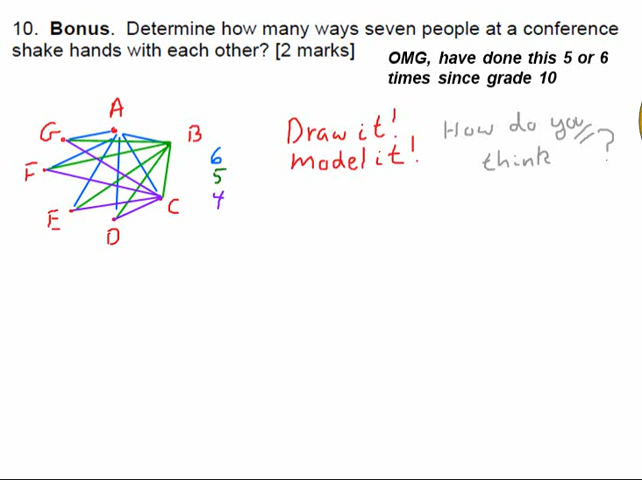 10. Bonus. Determine how many ways seven people at a conference
shake hands with each other? [2 marks]
OMG, have done this 5 or 6
times since grade 10
A
G
B
F
E
D
C
6
5
4
Draw it!
model it!
How do you
think ?